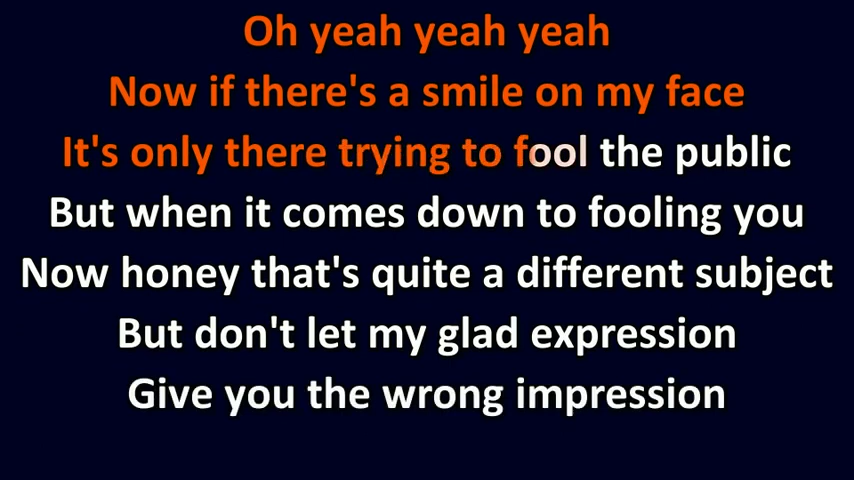 Oh yeah yeah yeah
Now if there's a smile on my face
It's only there trying to fool the public
But when it comes down to fooling you
Now honey that's quite a different subject
But don't let my glad expression
Give you the wrong impression